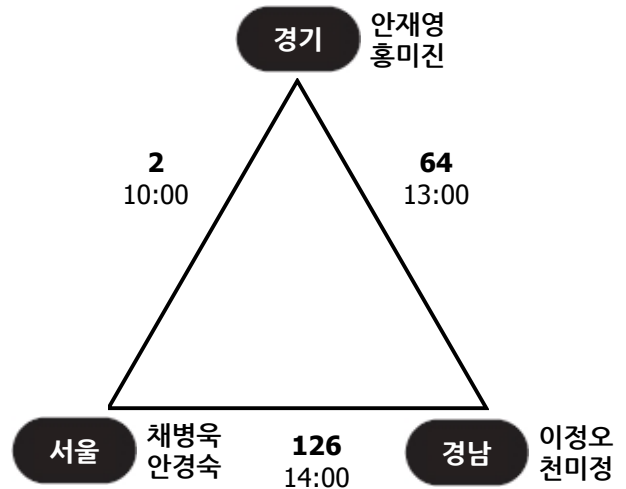 경기
안재영
홍미진
2
10:00
64
13:00
서울
채병욱
안경숙
126
14:00
경남
이정오
천미정